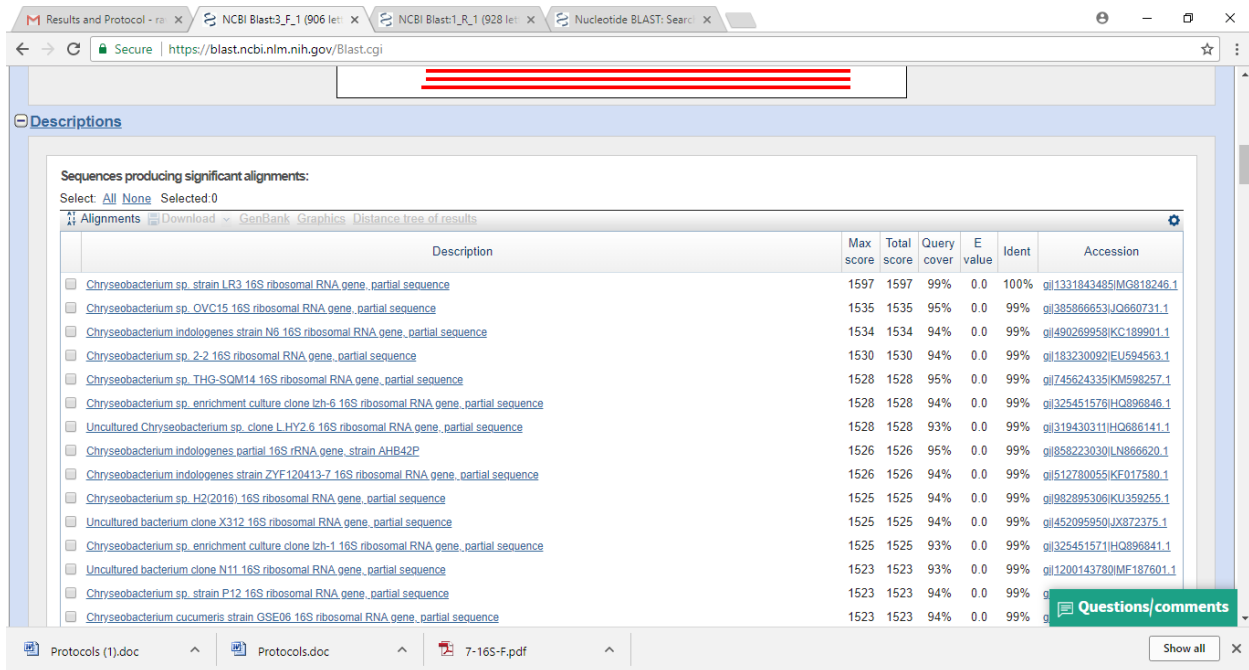 Results and Protocol - ra
NCBI Blast:3_F_1 (906 let
NCBI Blast:1_R_1 (928 let
Nucleotide BLAST: Search
Secure | https://blast.ncbi.nlm.nih.gov/Blast.cgi
Descriptions
Sequences producing significant alignments:
Select: All None Selected:0
Alignments Download GenBank Graphics Distance tree of results
Description Max score Total score Query cover E value Ident Accession
Chryseobacterium sp. strain LR3 16S ribosomal RNA gene, partial sequence 1597 1597 99% 0.0 100% gi|1331843485|MG818246.1
Chryseobacterium sp. OVC15 16S ribosomal RNA gene, partial sequence 1535 1535 95% 0.0 99% gi|385866653|JQ660731.1
Chryseobacterium indologenes strain N6 16S ribosomal RNA gene, partial sequence 1534 1534 94% 0.0 99% gi|490269958|KC189901.1
Chryseobacterium sp. 2-2 16S ribosomal RNA gene, partial sequence 1530 1530 94% 0.0 99% gi|183230092|EU594563.1
Chryseobacterium sp. THG-SQM14 16S ribosomal RNA gene, partial sequence 1528 1528 95% 0.0 99% gi|745624335|KM598257.1
Chryseobacterium sp. enrichment culture clone lzh-6 16S ribosomal RNA gene, partial sequence 1528 1528 94% 0.0 99% gi|325451576|HQ896846.1
Uncultured Chryseobacterium sp. clone L HY2.6 16S ribosomal RNA gene, partial sequence 1528 1528 93% 0.0 99% gi|319430311|HQ686141.1
Chryseobacterium indologenes partial 16S rRNA gene, strain AHB42P 1526 1526 95% 0.0 99% gi|858223030|LN866620.1
Chryseobacterium indologenes strain ZYF120413-7 16S ribosomal RNA gene, partial sequence 1526 1526 94% 0.0 99% gi|512780055|KF017580.1
Chryseobacterium sp. H2(2016) 16S ribosomal RNA gene, partial sequence 1525 1525 94% 0.0 99% gi|982895306|KU359255.1
Uncultured bacterium clone X312 16S ribosomal RNA gene, partial sequence 1525 1525 94% 0.0 99% gi|452095950|JX872375.1
Chryseobacterium sp. enrichment culture clone lzh-1 16S ribosomal RNA gene, partial sequence 1525 1525 93% 0.0 99% gi|325451571|HQ896841.1
Uncultured bacterium clone N11 16S ribosomal RNA gene, partial sequence 1523 1523 93% 0.0 99% gi|1200143780|MF187601.1
Chryseobacterium sp. strain P12 16S ribosomal RNA gene, partial sequence 1523 1523 94% 0.0 99% g
Chryseobacterium cucumeris strain GSE06 16S ribosomal RNA gene, partial sequence 1523 1523 94% 0.0 99% g
Questions/comments
Protocols (1).doc
Protocols.doc
7-16S-F.pdf
Show all